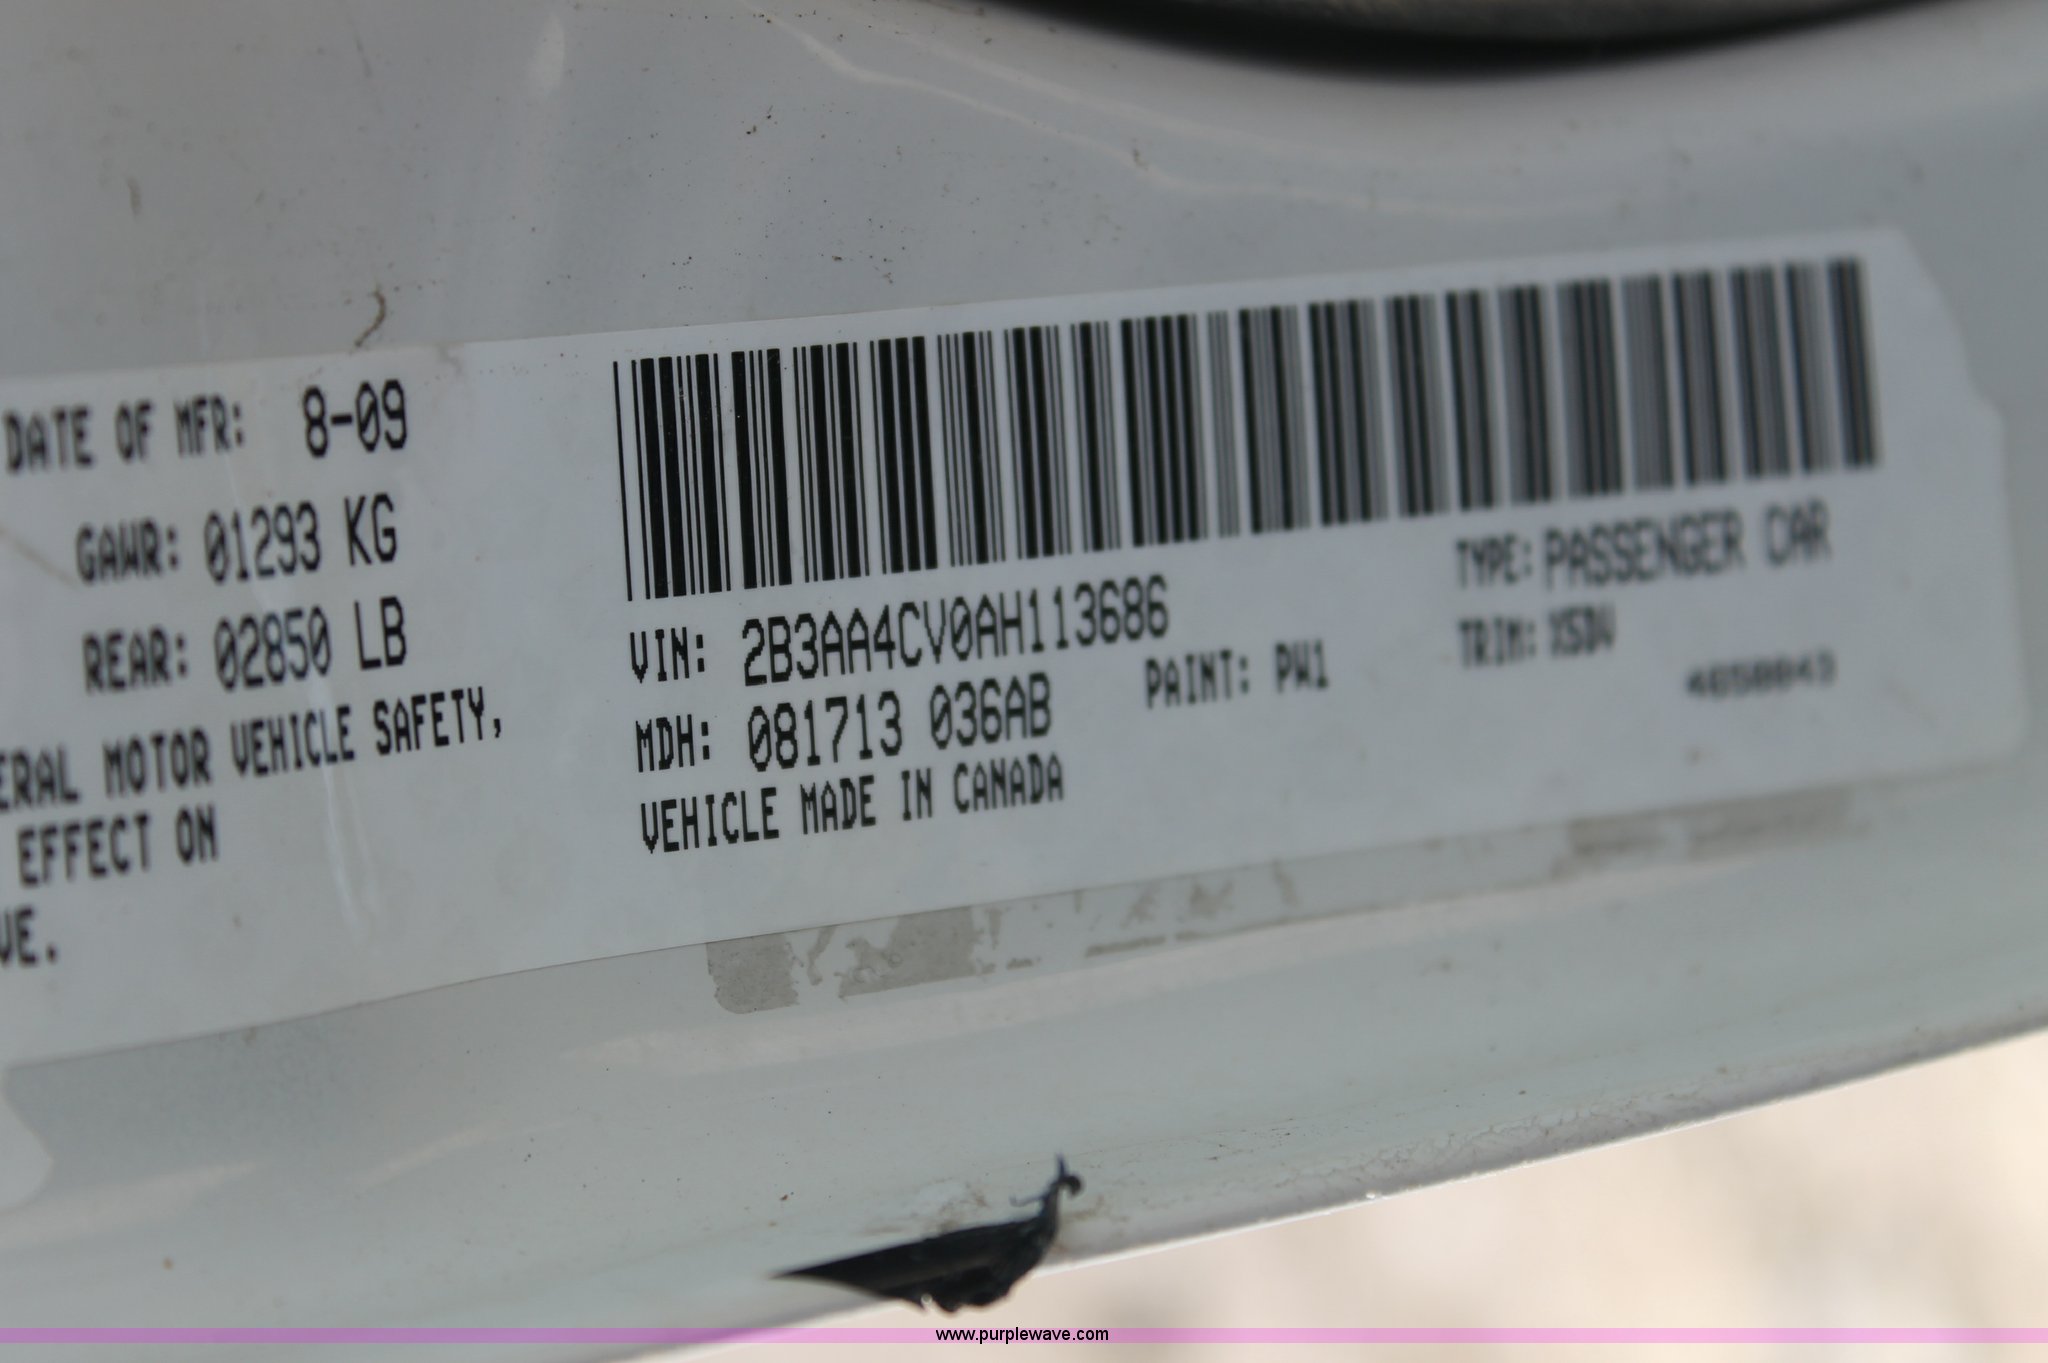 DATE OF MFR: 8-09
GAWR: 01293 KG
REAR: 02850 LB
ERAL MOTOR VEHICLE SAFETY,
EFFECT ON
VE.
VIN: 2B3AA4CV0AH113686
MDH: 081713 036AB
PAINT: PW1
VEHICLE MADE IN CANADA
TYPE: PASSENGER CAR
TRIM:
www.purplewave.com